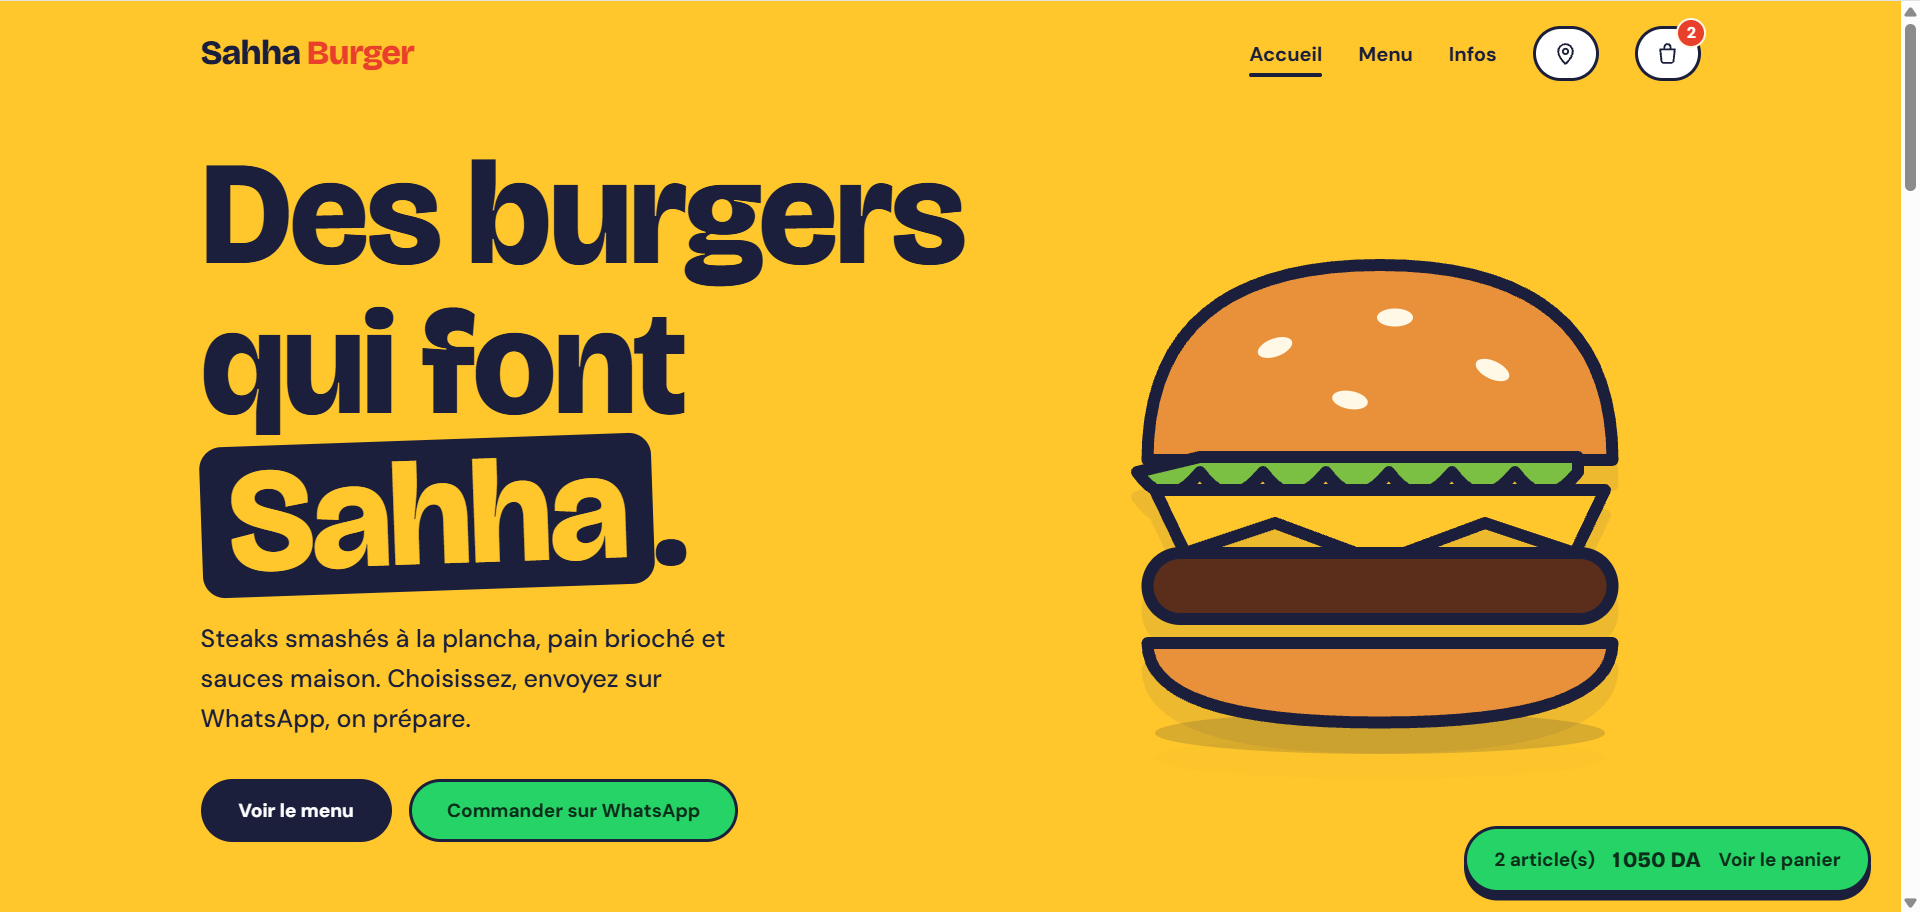 Sahha Burger
Accueil
Menu
Infos
2
Des burgers
qui font
Sahha.
Steaks smashés à la plancha, pain brioché et
sauces maison. Choisissez, envoyez sur
WhatsApp, on prépare.
Voir le menu
Commander sur WhatsApp
2 article(s) 1 050 DA Voir le panier